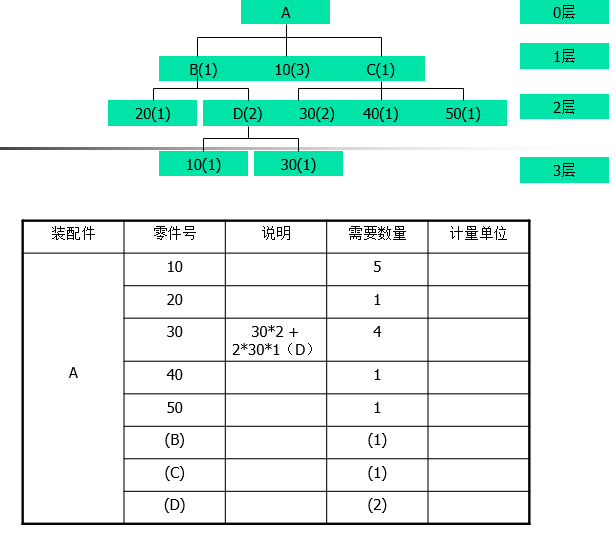 A
0层
B(1) 10(3) C(1)
1层
20(1) D(2) 30(2) 40(1) 50(1)
2层
10(1) 30(1)
3层
装配件 零件号 说明 需要数量 计量单位
10 5
20 1
30 30*2 + 4
2*30*1（D）
A 40 1
50 1
(B) (1)
(C) (1)
(D) (2)